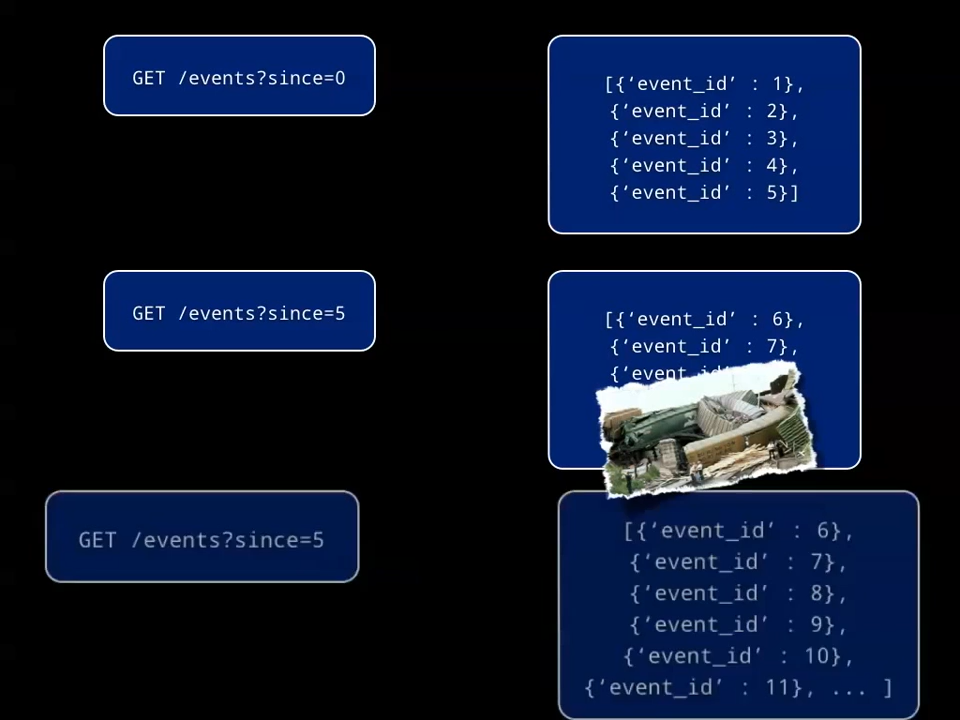 GET /events?since=0
[{‘event_id’ : 1},
{‘event_id’ : 2},
{‘event_id’ : 3},
{‘event_id’ : 4},
{‘event_id’ : 5}]
GET /events?since=5
[{‘event_id’ : 6},
{‘event_id’ : 7},
{‘event
GET /events?since=5
[{‘event_id’ : 6},
{‘event_id’ : 7},
{‘event_id’ : 8},
{‘event_id’ : 9},
{‘event_id’ : 10},
{‘event_id’ : 11}, ... ]